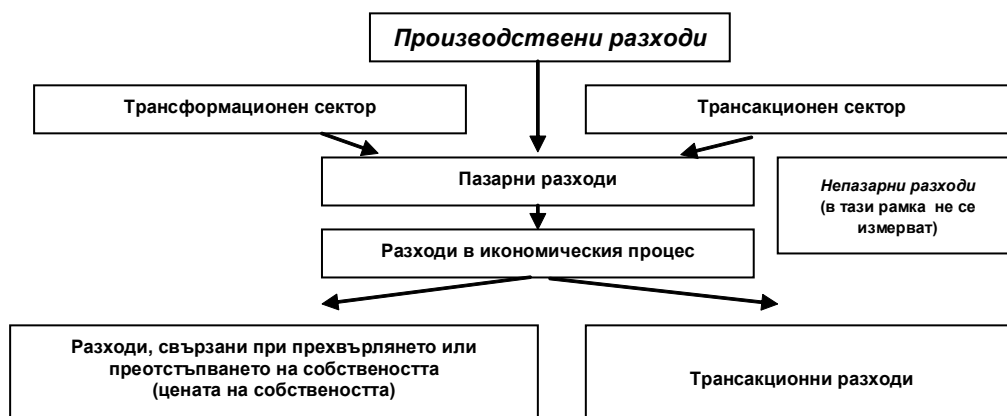 Производствени разходи
Трансформационен сектор
Трансакционен сектор
Пазарни разходи
Непазарни разходи
(в тази рамка не се
измерват)
Разходи в икономическия процес
Разходи, свързани при прехвърлянето или
преотстъпването на собствеността
(цената на собствеността)
Трансакционни разходи